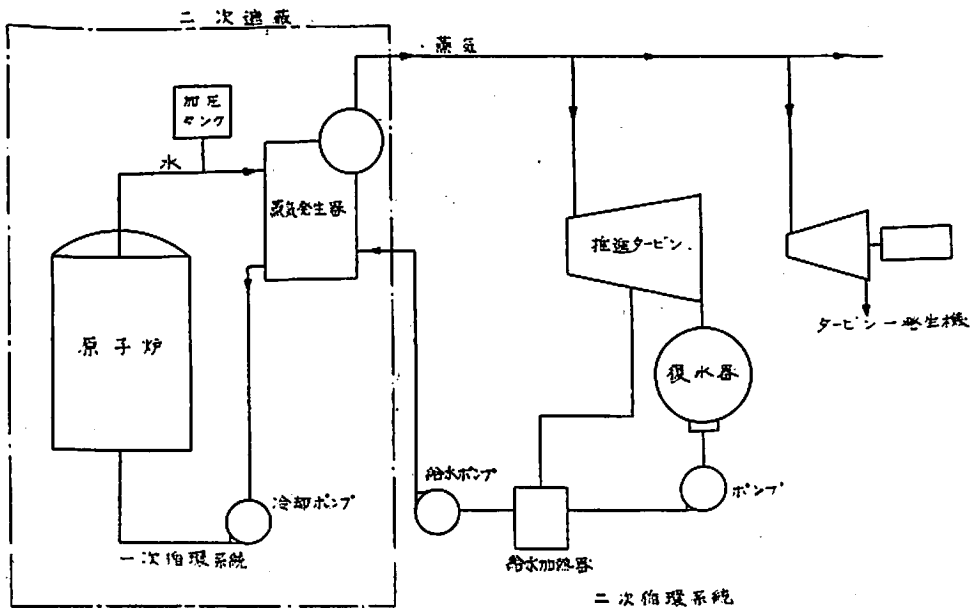 二次遮蔽
蒸気
加圧
タンク
水
蒸気発生器
推進タービン
原子炉
タービン－発生機
復水器
給水ポンプ
冷却ポンプ
ポンプ
一次循環系統
給水加熱器
二次循環系統